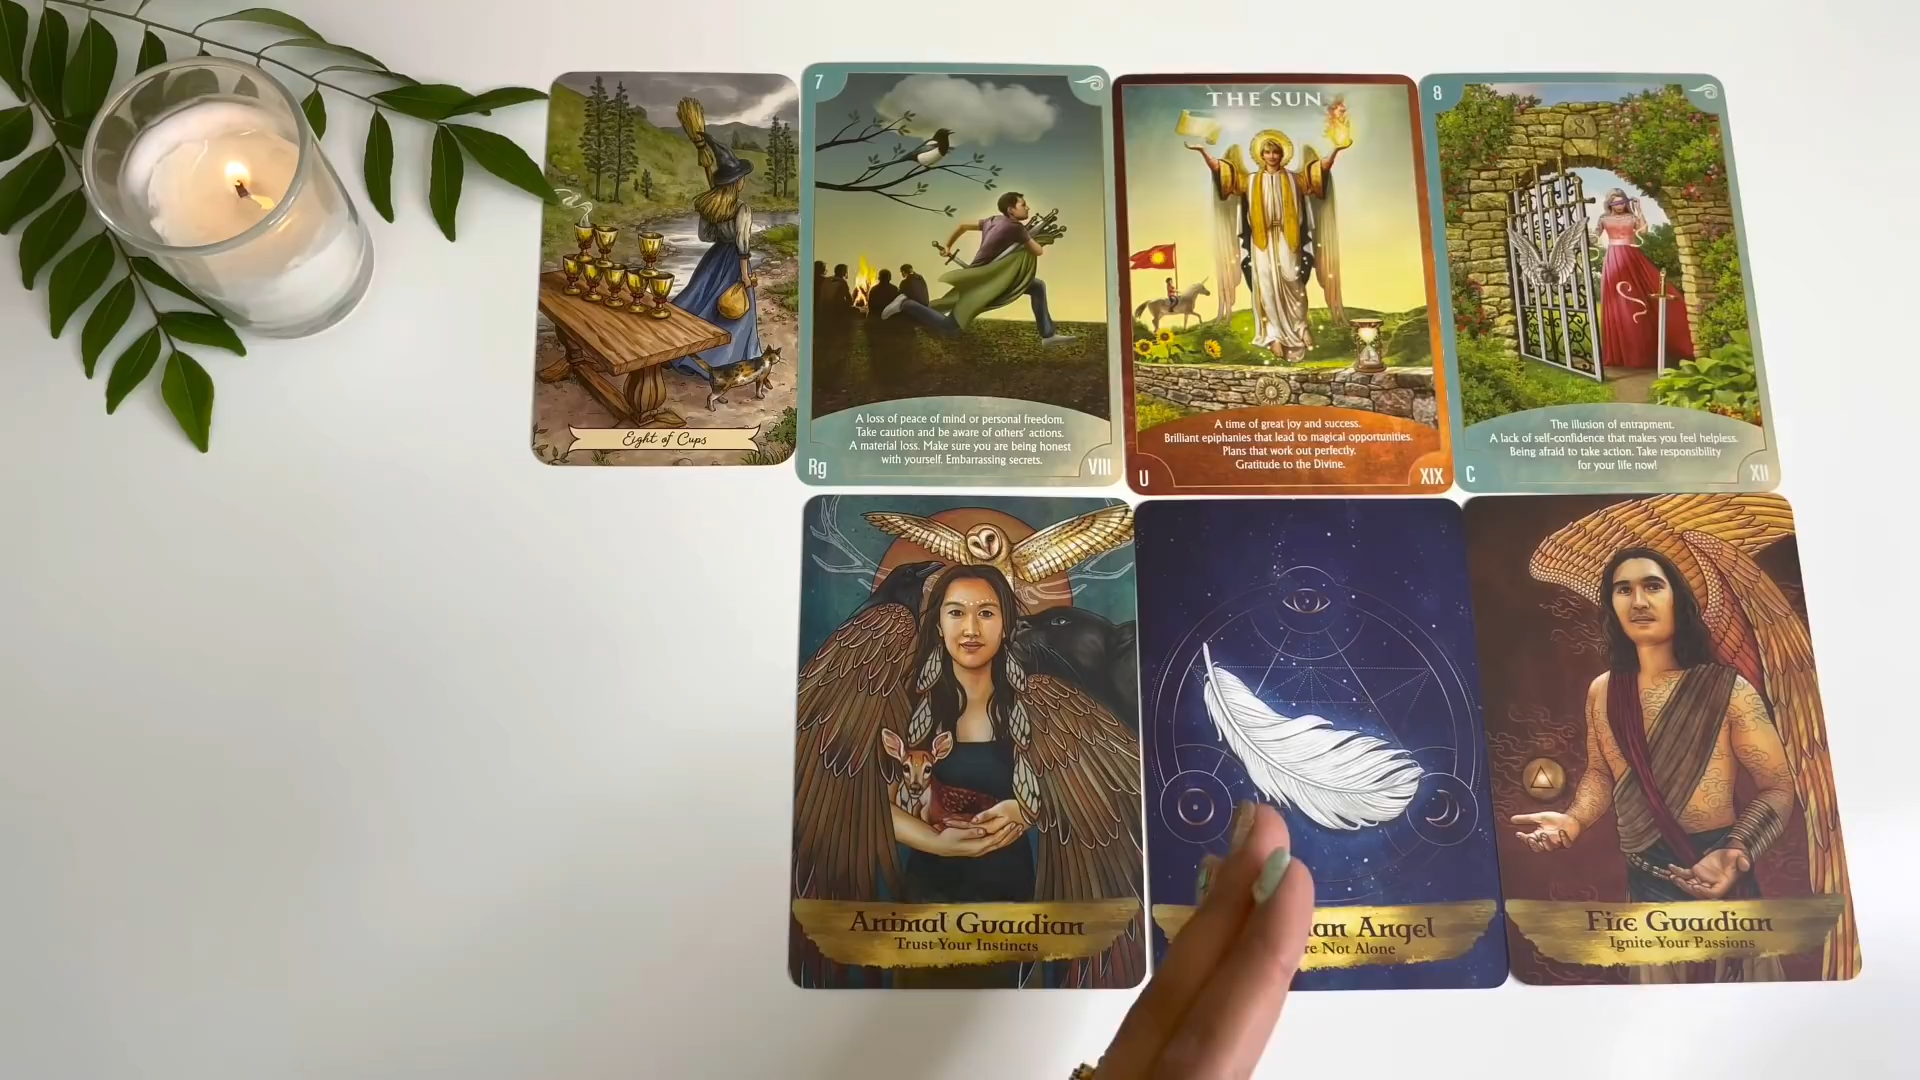 Eight of Cups
7
A loss of peace of mind or personal freedom.
Take caution and be aware of others' actions.
A material loss. Make sure you are being honest
with yourself. Embarrassing secrets.
Rg
VIII
THE SUN
A time of great joy and success.
Brilliant epiphanies that lead to magical opportunities.
Plans that work out perfectly.
Gratitude to the Divine.
U
XIX
8
8
The illusion of entrapment.
A lack of self-confidence that makes you feel helpless.
Being afraid to take action. Take responsibility
for your life now!
C
XII
Animal Guardian
Trust Your Instincts
ian Angel
re Not Alone
Fire Guardian
Ignite Your Passions